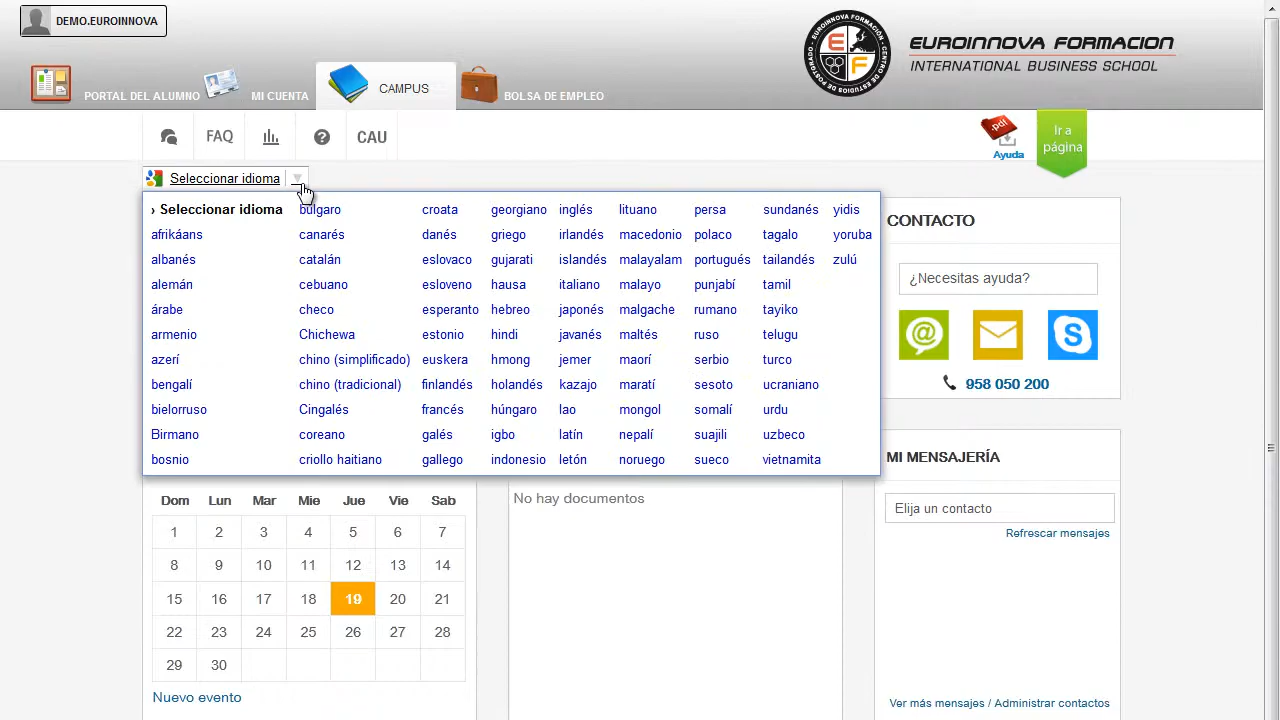 DEMO.EUROINNOVA
EUROINNOVA FORMACION
INTERNATIONAL BUSINESS SCHOOL
EUROINNOVA FORMACIÓN
CENTRO DE ESTUDIOS DE POSTGRADO
E
F
PORTAL DEL ALUMNO
MI CUENTA
CAMPUS
BOLSA DE EMPLEO
FAQ
CAU
.pdf
Ayuda
Ir a
página
Seleccionar idioma
› Seleccionar idioma búlgaro croata georgiano inglés lituano persa sundanés yidis
afrikáans canarés danés griego irlandés macedonio polaco tagalo yoruba
albanés catalán eslovaco gujarati islandés malayalam portugués tailandés zulú
alemán cebuano esloveno hausa italiano malayo punjabí tamil
árabe checo esperanto hebreo japonés malgache rumano tayiko
armenio Chichewa estonio hindi javanés maltés ruso telugu
azerí chino (simplificado) euskera hmong jemer maorí serbio turco
bengalí chino (tradicional) finlandés holandés kazajo maratí sesoto ucraniano
bielorruso Cingalés francés húngaro lao mongol somalí urdu
Birmano coreano galés igbo latín nepalí suajili uzbeco
bosnio criollo haitiano gallego indonesio letón noruego sueco vietnamita
CONTACTO
¿Necesitas ayuda?
958 050 200
MI MENSAJERÍA
Elija un contacto
Refrescar mensajes
Ver más mensajes / Administrar contactos
Dom Lun Mar Mie Jue Vie Sab
1 2 3 4 5 6 7
8 9 10 11 12 13 14
15 16 17 18 19 20 21
22 23 24 25 26 27 28
29 30
Nuevo evento
No hay documentos